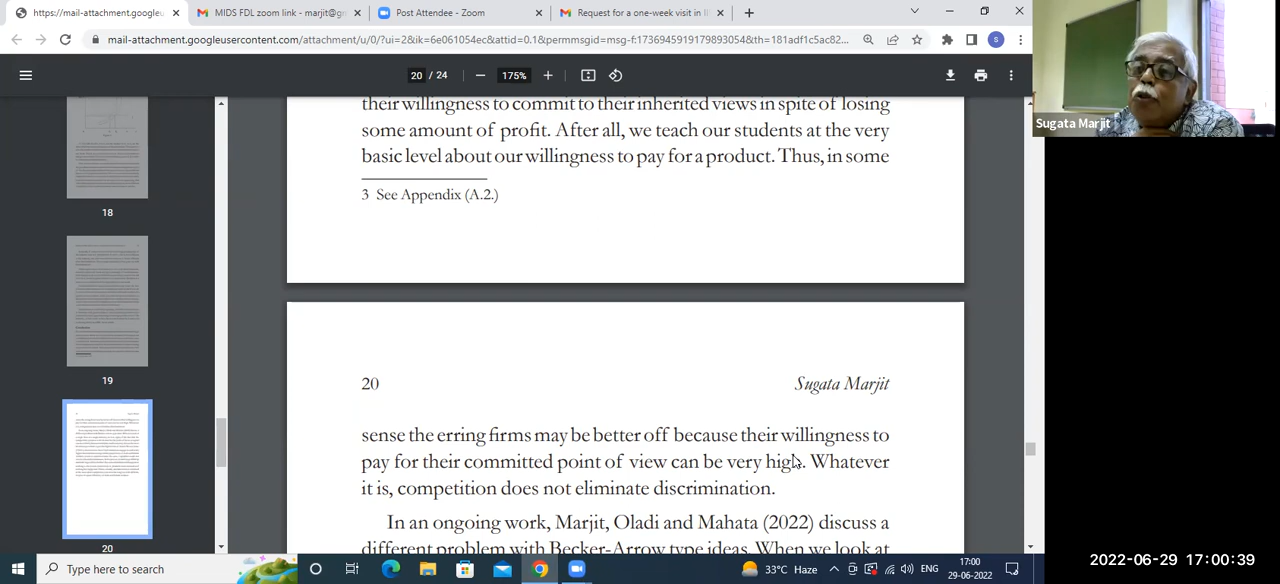 https://mail-attachment.googleu
MIDS FDL zoom link - marjit@gm
Post Attendee - Zoom
Request for a one-week visit in II
mail-attachment.googleusercontent.com/attachment/u/0/?ui=2&ik=6e061054ec&attid=0.1&permmsgid=msg-f:1736945919179893054&th=181adf1c5ac82...
S
20 / 24
175%
Sugata Marjit
their willingness to commit to their inherited views in spite of losing
some amount of profit. After all, we teach our students at the very
basic level about our willingness to pay for a product. Thus, in some
3 See Appendix (A.2.)
18
19
20
20
Sugata Marjit
sense the erring firms may be better off because their willingness to
pay for their committed point of view can be very high. Whatever
it is, competition does not eliminate discrimination.
In an ongoing work, Marjit, Oladi and Mahata (2022) discuss a
different problem with Becker-Arrow type ideas. When we look at
Type here to search
33°C Haze
ENG
17:00
29-06-2022
2022-06-29 17:00:39